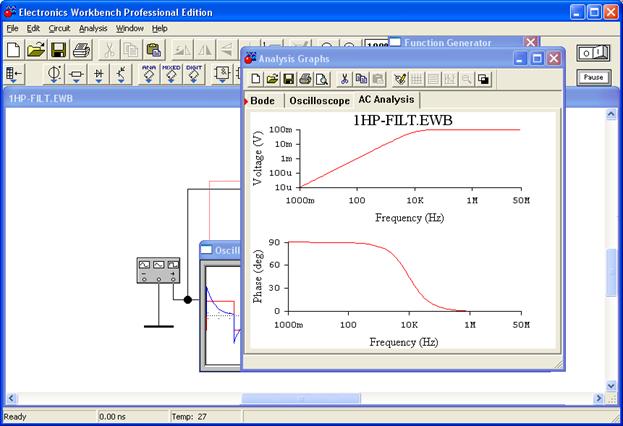 Electronics Workbench Professional Edition
File Edit Circuit Analysis Window Help
Function Generator
ANA MIXED DIGIT
Pause
1HP-FILT.EWB
Analysis Graphs
Bode Oscilloscope AC Analysis
1HP-FILT.EWB
Voltage (V)
100m
10m
1m
100u
10u
1000m 100 10K 1M 50M
Frequency (Hz)
Phase (deg)
90
60
30
0
1000m 100 10K 1M 50M
Frequency (Hz)
Oscill
Ready 0.00 ns Temp: 27